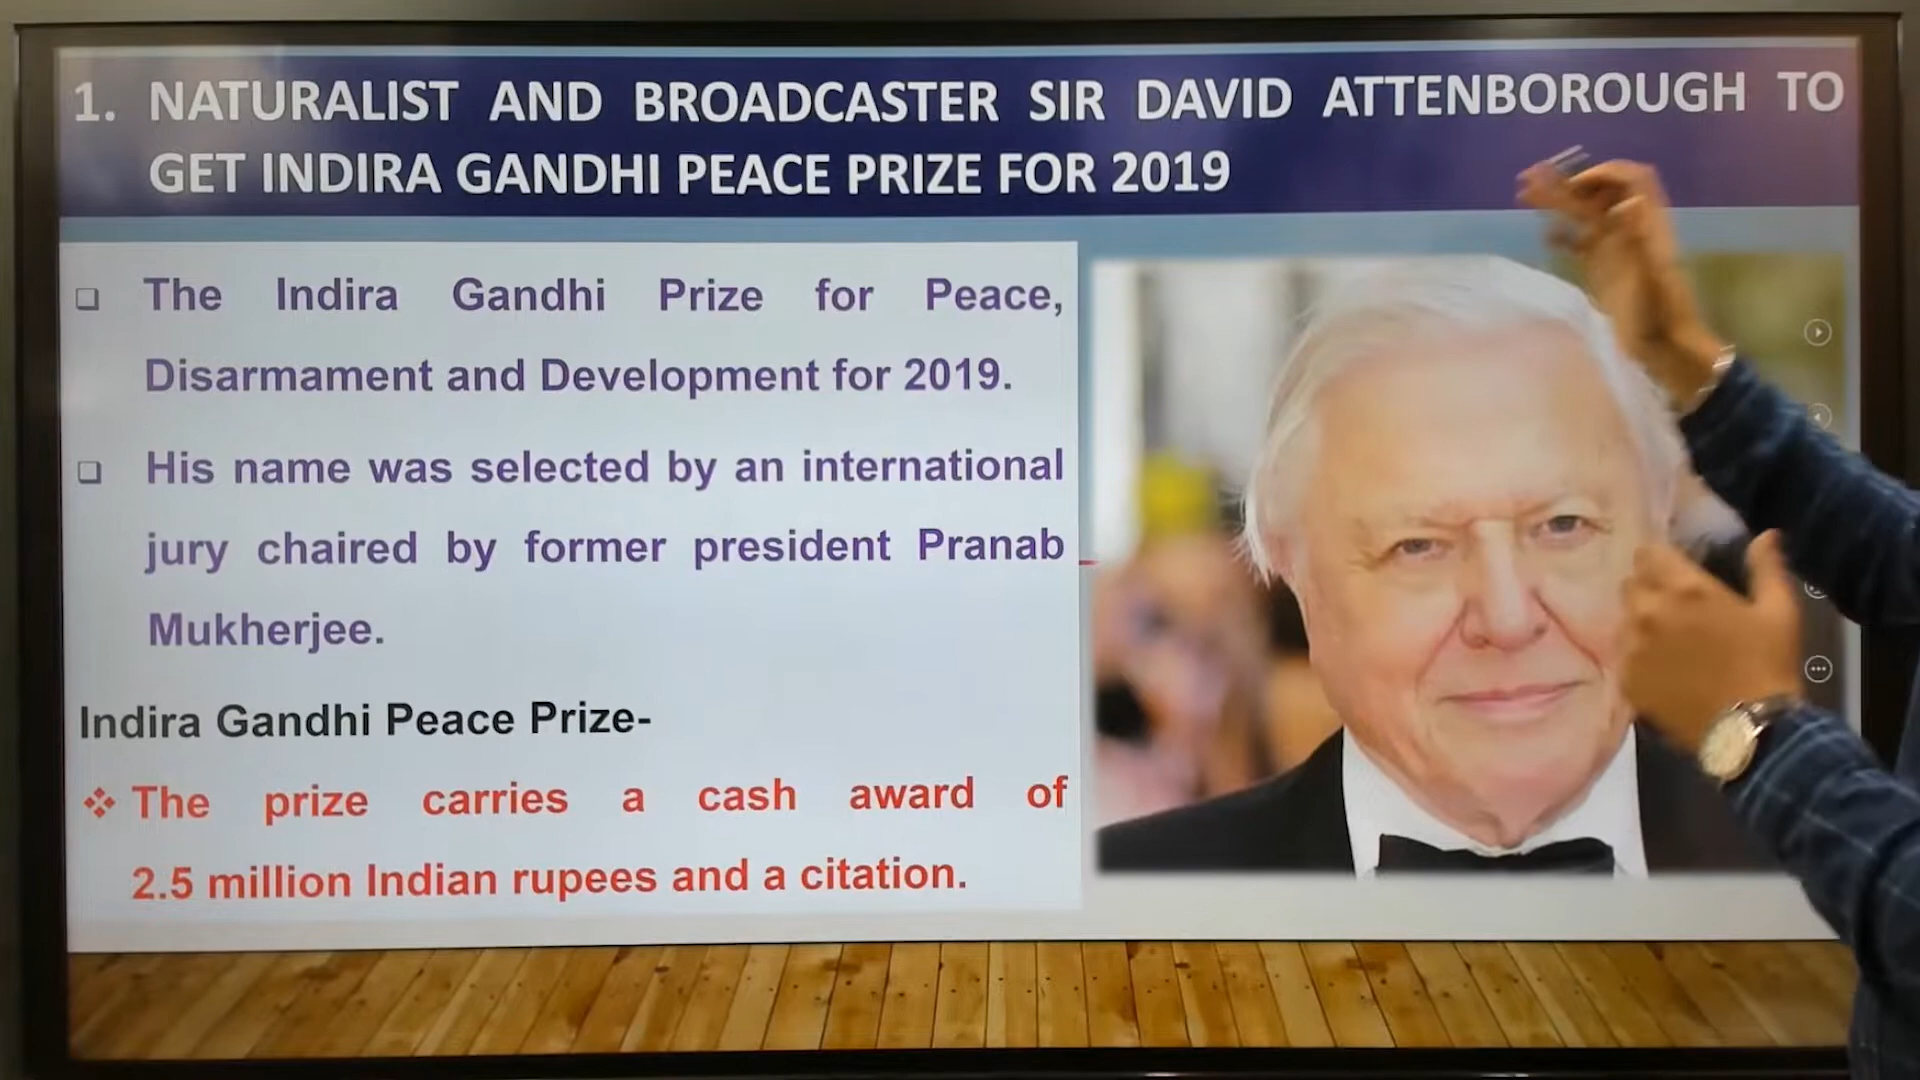 1. NATURALIST AND BROADCASTER SIR DAVID ATTENBOROUGH TO
GET INDIRA GANDHI PEACE PRIZE FOR 2019
❑ The Indira Gandhi Prize for Peace,
Disarmament and Development for 2019.
❑ His name was selected by an international
jury chaired by former president Pranab
Mukherjee.
Indira Gandhi Peace Prize-
❖ The prize carries a cash award of
2.5 million Indian rupees and a citation.